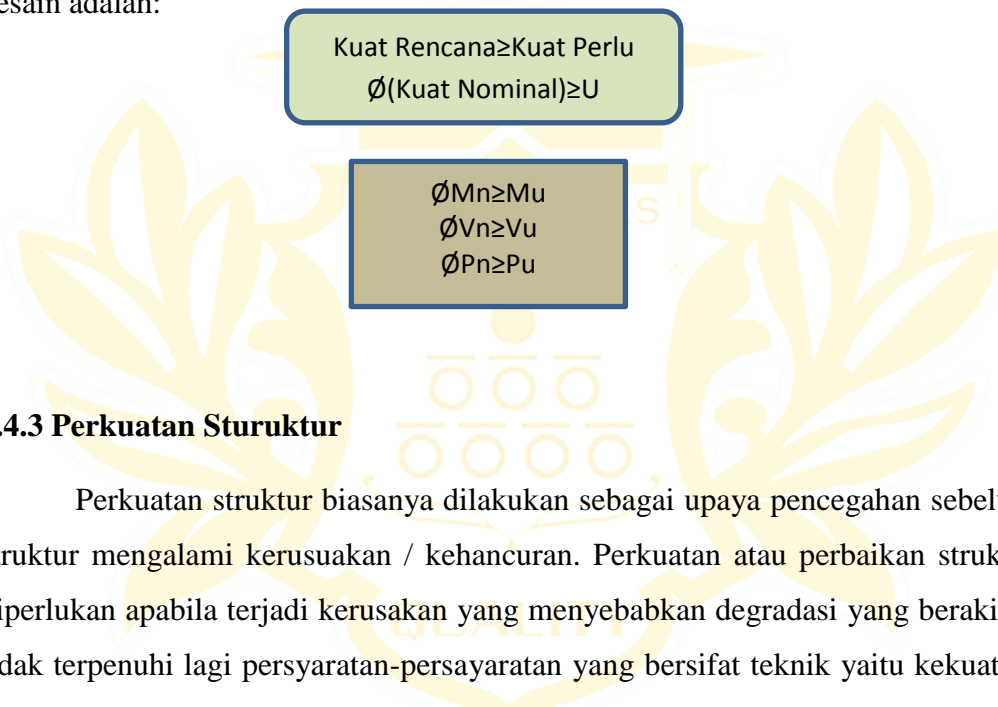 esain adalah:
Kuat Rencana≥Kuat Perlu
Ø(Kuat Nominal)≥U
ØMn≥Mu
ØVn≥Vu
ØPn≥Pu
.4.3 Perkuatan Sturuktur
Perkuatan struktur biasanya dilakukan sebagai upaya pencegahan sebelu
ruktur mengalami kerusuakan / kehancuran. Perkuatan atau perbaikan struk
iperlukan apabila terjadi kerusakan yang menyebabkan degradasi yang beraki
dak terpenuhi lagi persyaratan-persayaratan yang bersifat teknik yaitu kekuat